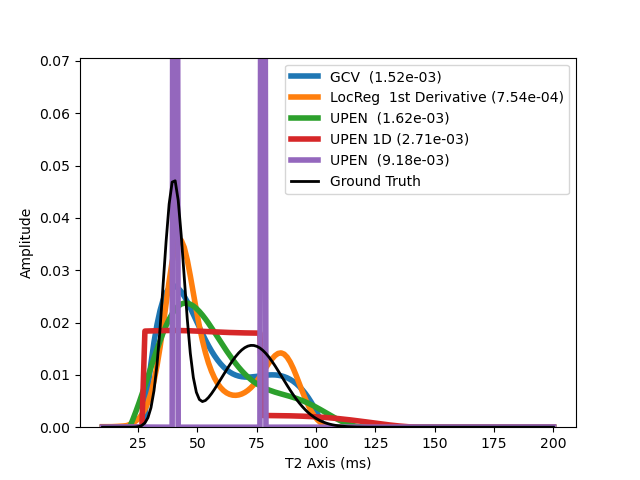 0.07
0.06
0.05
0.04
0.03
0.02
0.01
0.00
Amplitude
GCV  (1.52e-03)
LocReg  1st Derivative (7.54e-04)
UPEN  (1.62e-03)
UPEN 1D (2.71e-03)
UPEN  (9.18e-03)
Ground Truth
25 50 75 100 125 150 175 200
T2 Axis (ms)